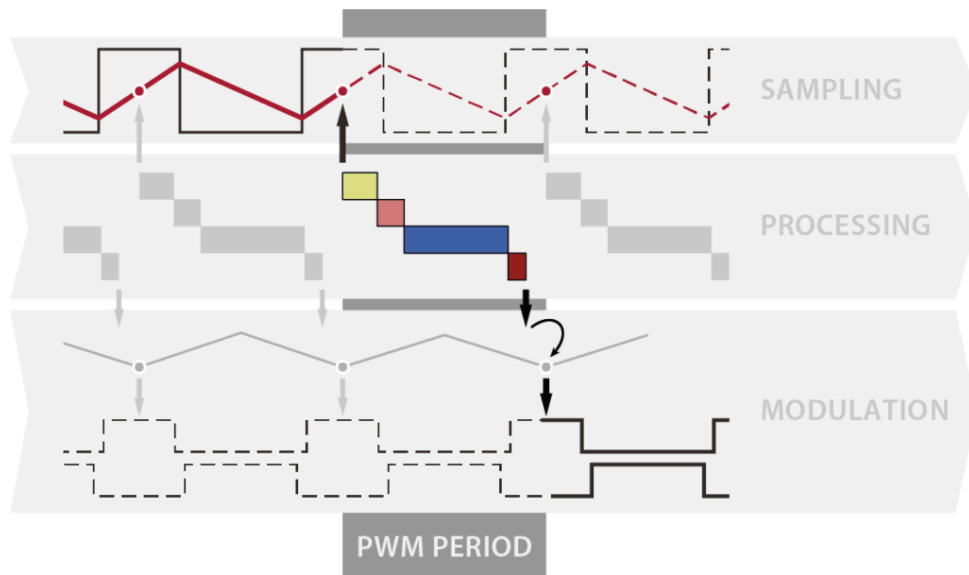 SAMPLING
PROCESSING
MODULATION
PWM PERIOD